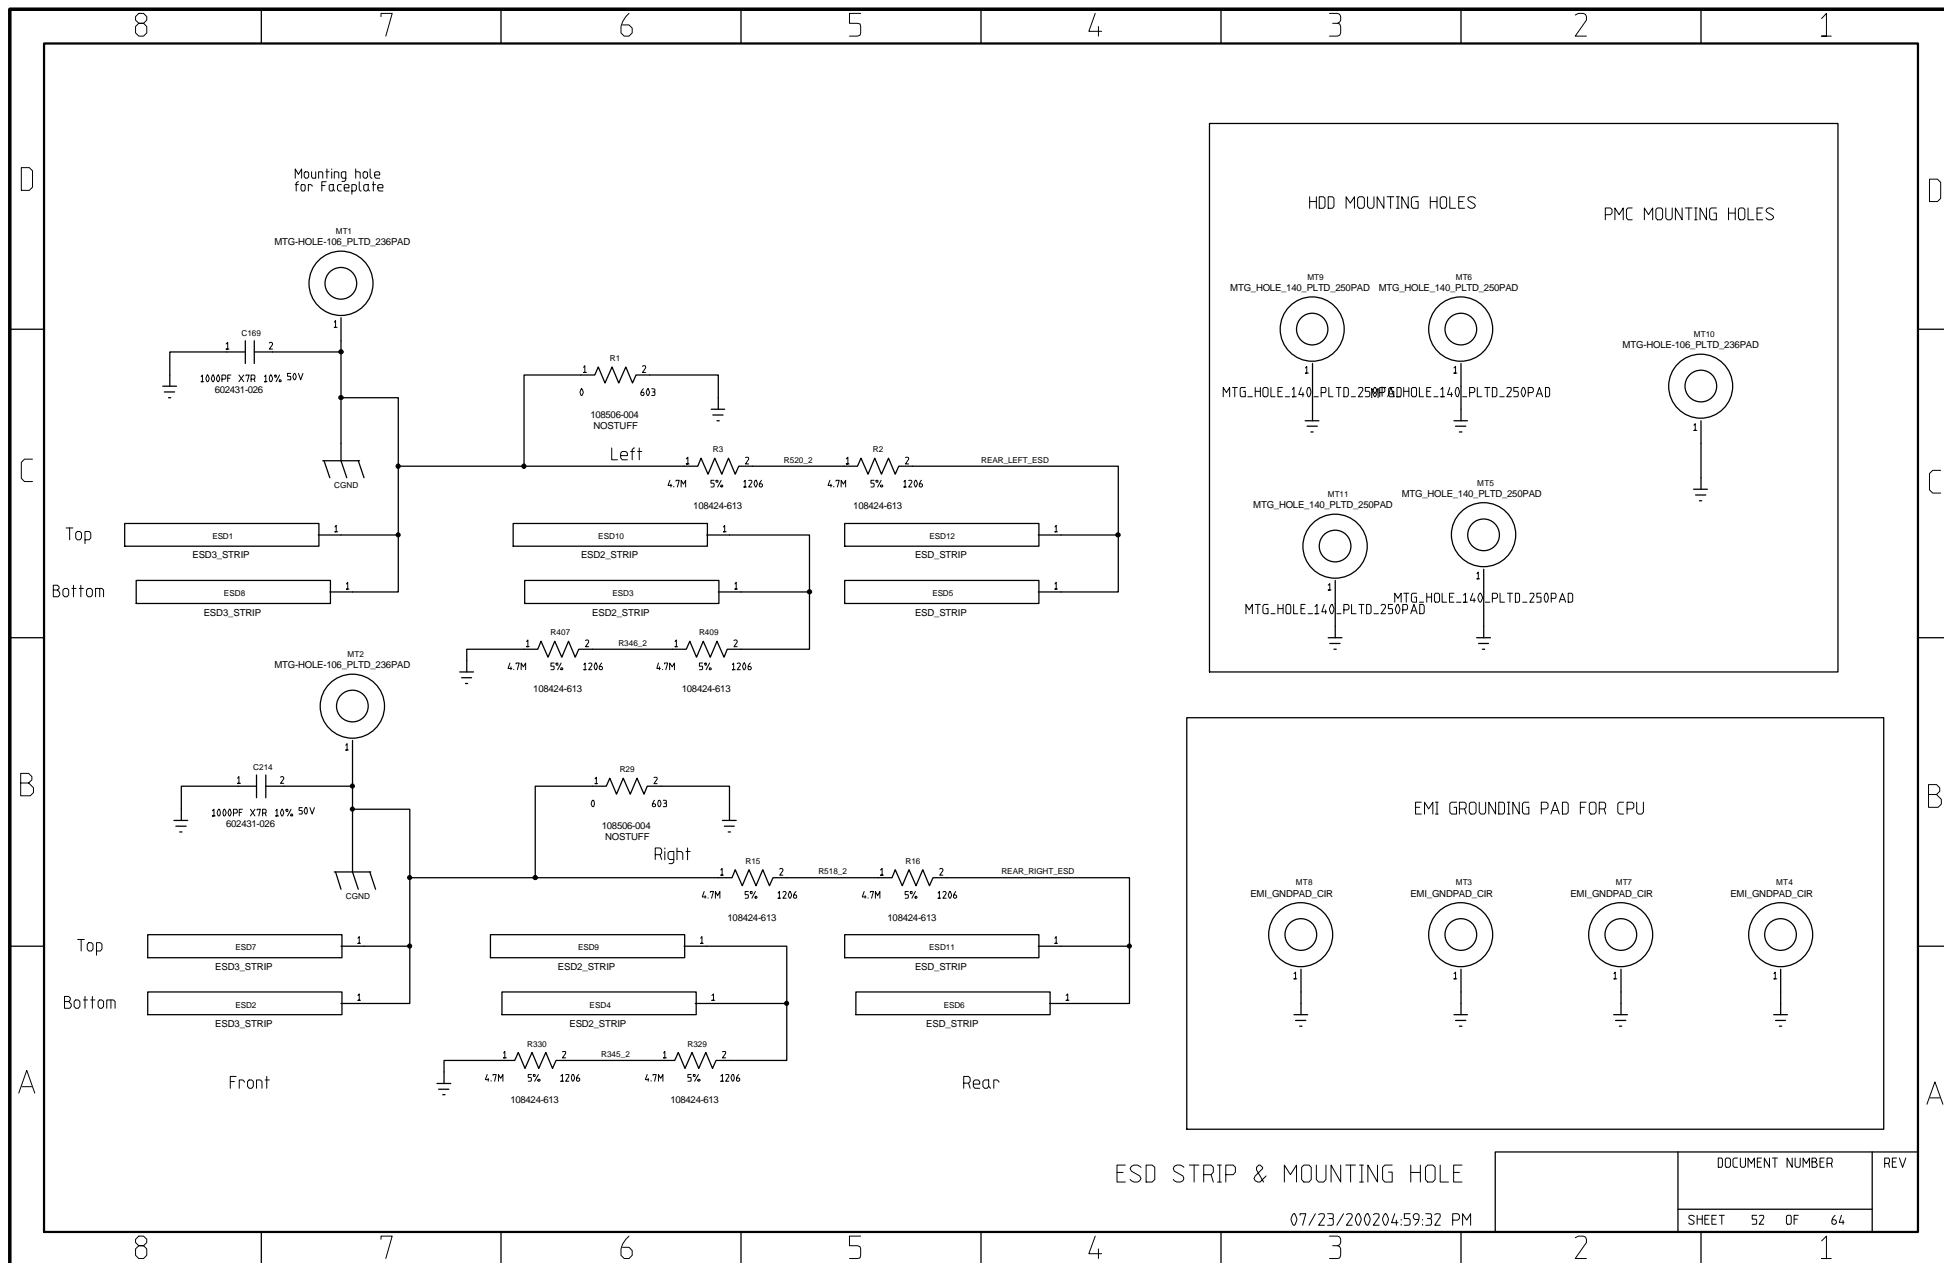 8 7 6 5 4 3 2 1
D
D
Mounting hole
for Faceplate
MT1
MTG-HOLE-106_PLTD_236PAD
1
C169
1 2
1000PF X7R 10% 50V
602431-026
CGND
R1
1 2
0 603
108506-004
NOSTUFF
Left
R3
1 2
4.7M 5% 1206
108424-613
R520_2
R2
1 2
4.7M 5% 1206
108424-613
REAR_LEFT_ESD
C
C
Top
ESD1 1
ESD3_STRIP
ESD10 1
ESD2_STRIP
ESD12 1
ESD_STRIP
Bottom
ESD8 1
ESD3_STRIP
ESD3 1
ESD2_STRIP
ESD5 1
ESD_STRIP
R407
1 2
4.7M 5% 1206
108424-613
R346_2
R409
1 2
4.7M 5% 1206
108424-613
MT2
MTG-HOLE-106_PLTD_236PAD
1
C214
1 2
1000PF X7R 10% 50V
602431-026
CGND
B
B
R29
1 2
0 603
108506-004
NOSTUFF
Right
R15
1 2
4.7M 5% 1206
108424-613
R518_2
R16
1 2
4.7M 5% 1206
108424-613
REAR_RIGHT_ESD
Top
ESD7 1
ESD3_STRIP
ESD9 1
ESD2_STRIP
ESD11 1
ESD_STRIP
Bottom
ESD2 1
ESD3_STRIP
ESD4 1
ESD2_STRIP
ESD6 1
ESD_STRIP
R330
1 2
4.7M 5% 1206
108424-613
R345_2
R329
1 2
4.7M 5% 1206
108424-613
A
A
Front
Rear
HDD MOUNTING HOLES
PMC MOUNTING HOLES
MT9
MTG_HOLE_140_PLTD_250PAD
1
MTG_HOLE_140_PLTD_250PAD
MT6
MTG_HOLE_140_PLTD_250PAD
1
MTG_HOLE_140_PLTD_250PAD
MT10
MTG-HOLE-106_PLTD_236PAD
1
MT11
MTG_HOLE_140_PLTD_250PAD
1
MTG_HOLE_140_PLTD_250PAD
MT5
MTG_HOLE_140_PLTD_250PAD
1
MTG_HOLE_140_PLTD_250PAD
EMI GROUNDING PAD FOR CPU
MT8
EMI_GNDPAD_CIR
1
MT3
EMI_GNDPAD_CIR
1
MT7
EMI_GNDPAD_CIR
1
MT4
EMI_GNDPAD_CIR
1
ESD STRIP & MOUNTING HOLE
07/23/200204:59:32 PM
DOCUMENT NUMBER
REV
SHEET 52 OF 64
8 7 6 5 4 3 2 1